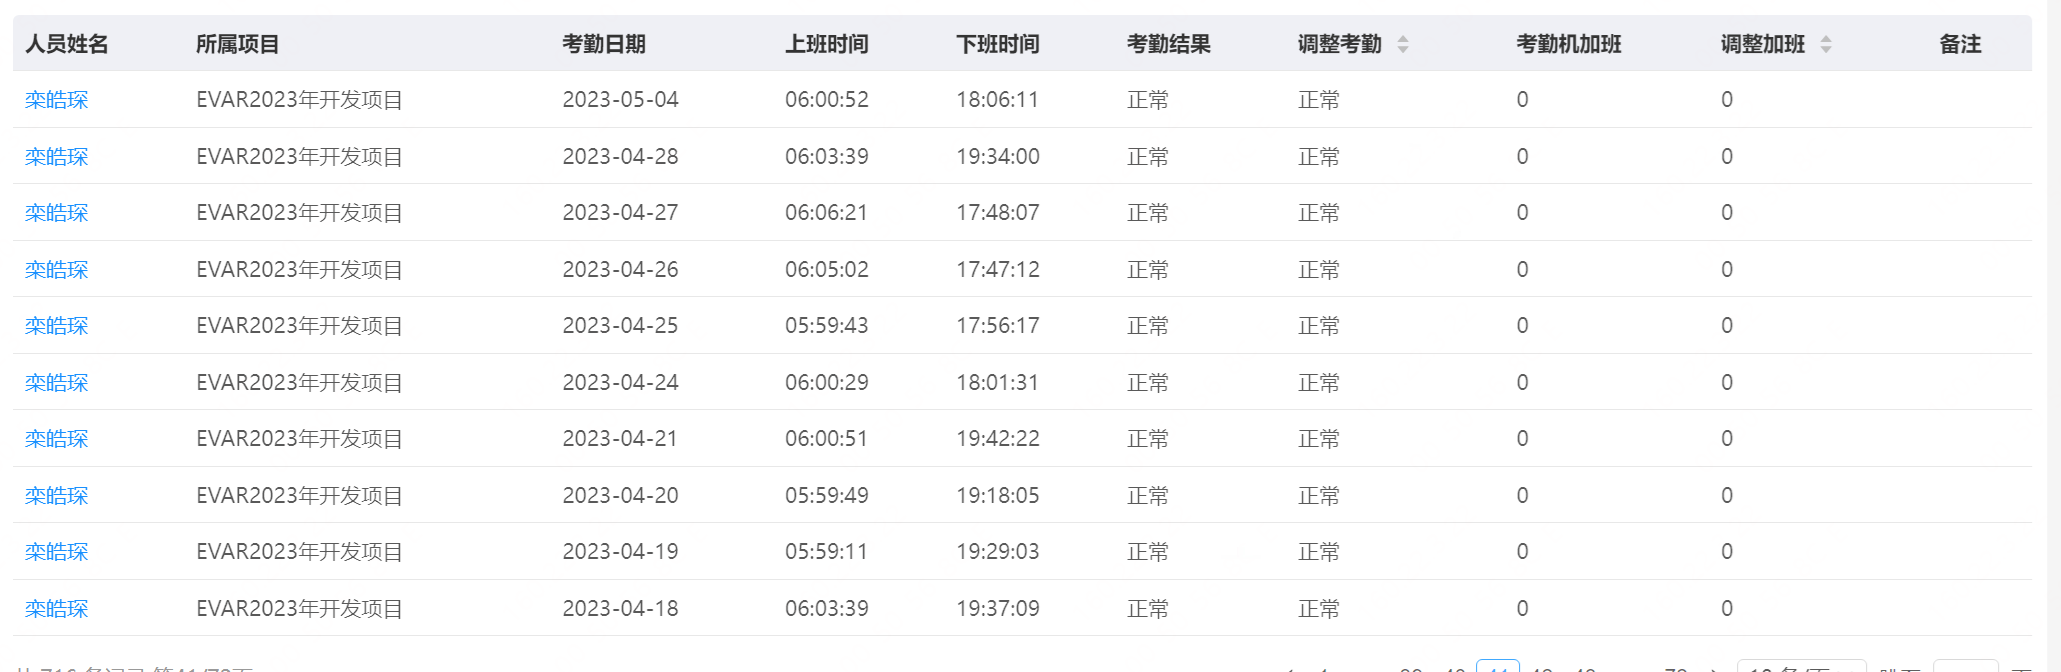 人员姓名 所属项目 考勤日期 上班时间 下班时间 考勤结果 调整考勤 考勤机加班 调整加班 备注
栾皓琛 EVAR2023年开发项目 2023-05-04 06:00:52 18:06:11 正常 正常 0 0
栾皓琛 EVAR2023年开发项目 2023-04-28 06:03:39 19:34:00 正常 正常 0 0
栾皓琛 EVAR2023年开发项目 2023-04-27 06:06:21 17:48:07 正常 正常 0 0
栾皓琛 EVAR2023年开发项目 2023-04-26 06:05:02 17:47:12 正常 正常 0 0
栾皓琛 EVAR2023年开发项目 2023-04-25 05:59:43 17:56:17 正常 正常 0 0
栾皓琛 EVAR2023年开发项目 2023-04-24 06:00:29 18:01:31 正常 正常 0 0
栾皓琛 EVAR2023年开发项目 2023-04-21 06:00:51 19:42:22 正常 正常 0 0
栾皓琛 EVAR2023年开发项目 2023-04-20 05:59:49 19:18:05 正常 正常 0 0
栾皓琛 EVAR2023年开发项目 2023-04-19 05:59:11 19:29:03 正常 正常 0 0
栾皓琛 EVAR2023年开发项目 2023-04-18 06:03:39 19:37:09 正常 正常 0 0